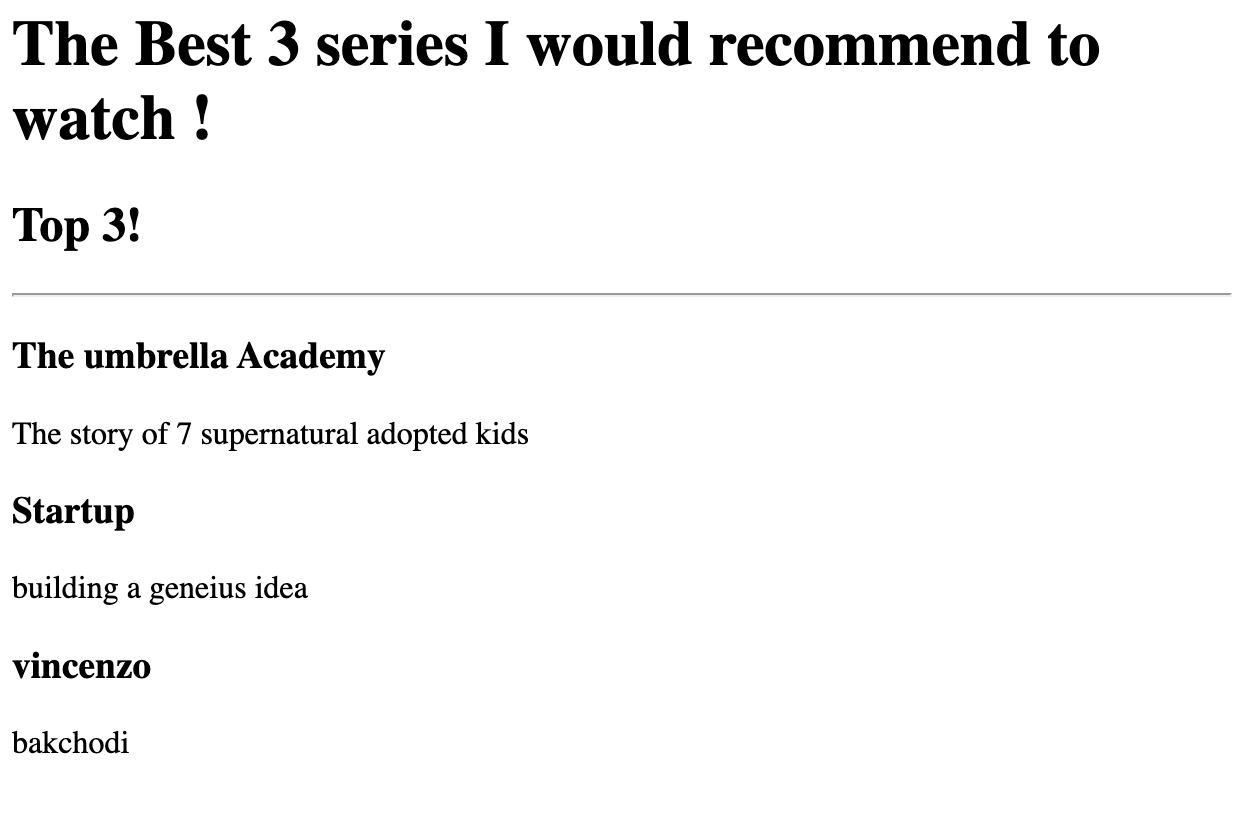 The Best 3 series I would recommend to
watch !
Top 3!
The umbrella Academy
The story of 7 supernatural adopted kids
Startup
building a geneius idea
vincenzo
bakchodi